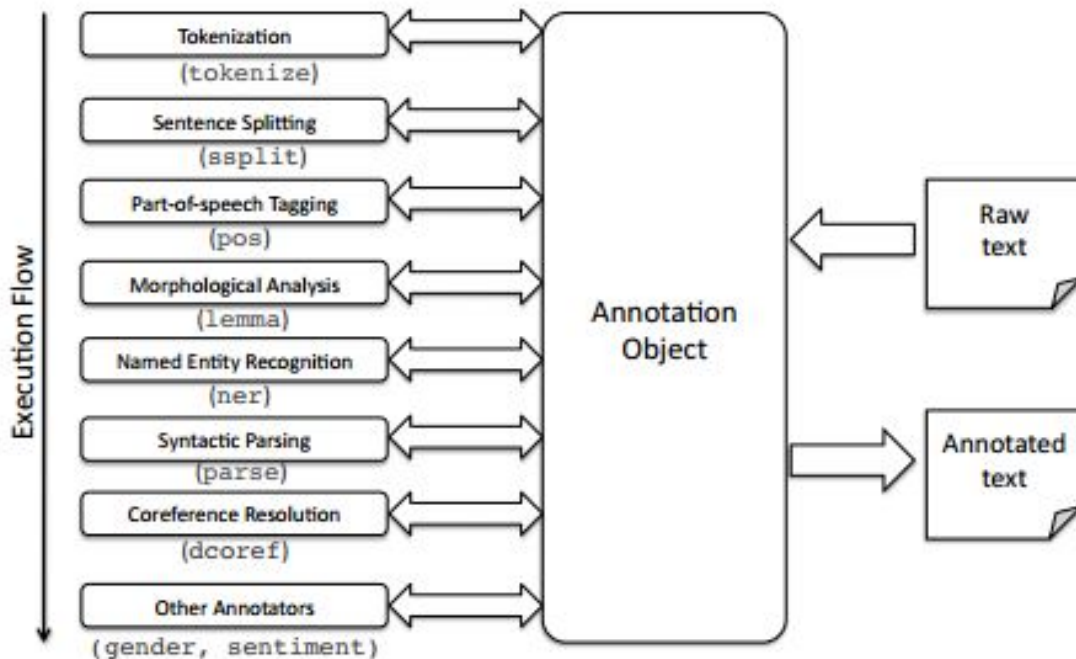 Execution Flow
Tokenization
(tokenize)
Sentence Splitting
(ssplit)
Part-of-speech Tagging
(pos)
Morphological Analysis
(lemma)
Named Entity Recognition
(ner)
Syntactic Parsing
(parse)
Coreference Resolution
(dcoref)
Other Annotators
(gender, sentiment)
Annotation
Object
Raw
text
Annotated
text